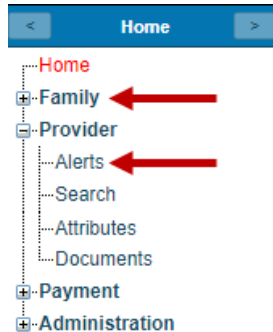 < Home >
Home
Family
Provider
Alerts
Search
Attributes
Documents
Payment
Administration